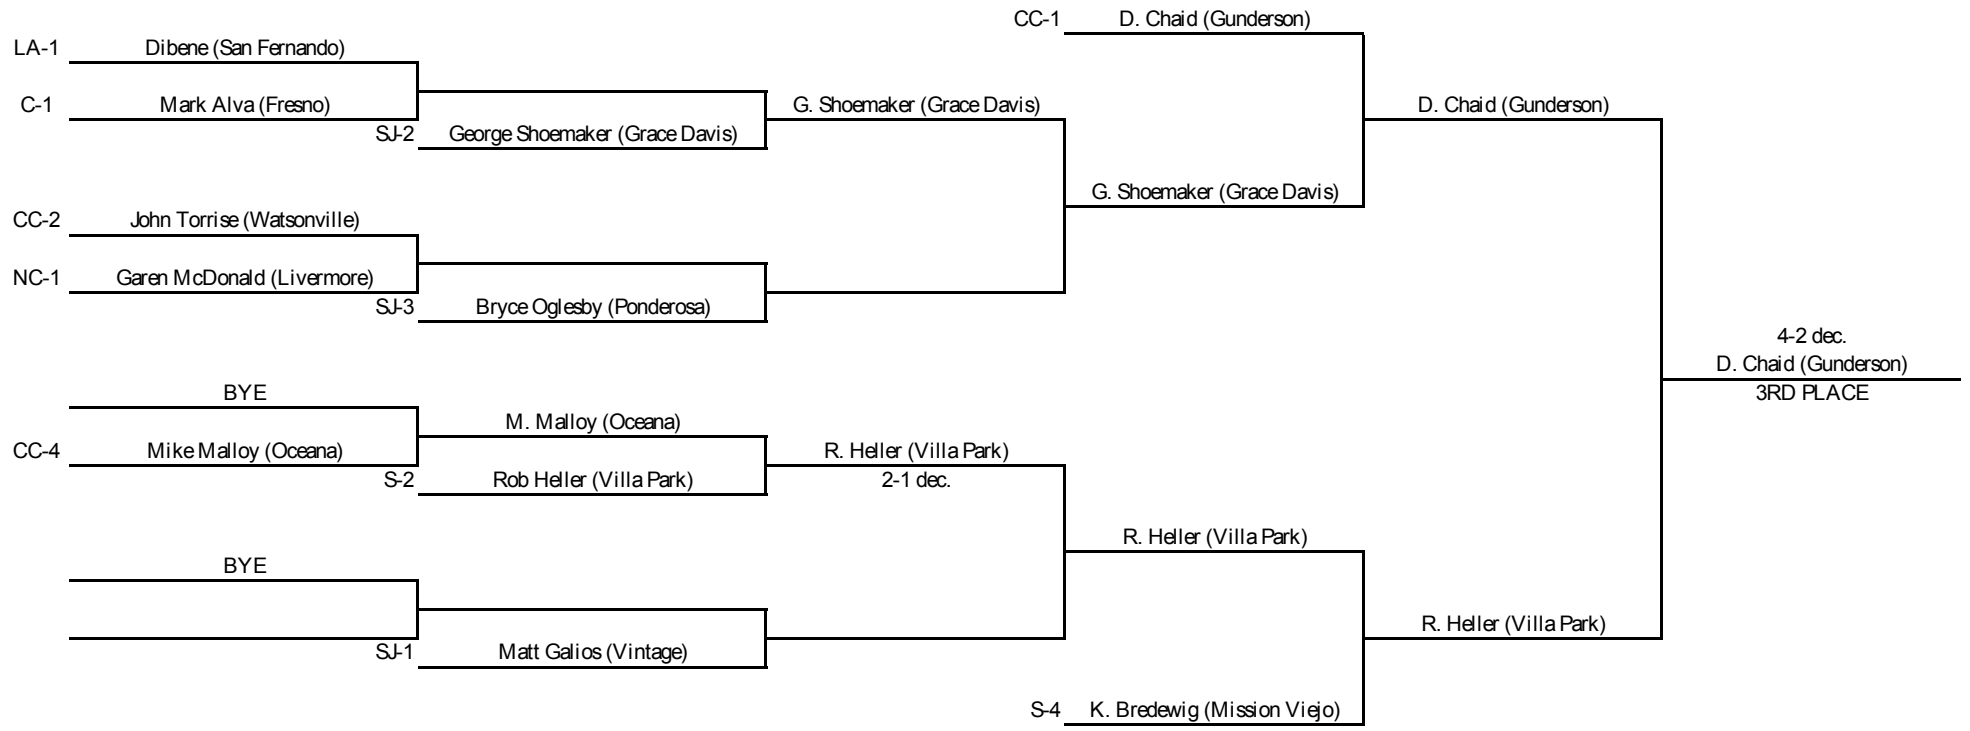 CC-1 D. Chaid (Gunderson)
LA-1 Dibene (San Fernando)
C-1 Mark Alva (Fresno) G. Shoemaker (Grace Davis) D. Chaid (Gunderson)
SJ-2 George Shoemaker (Grace Davis)
G. Shoemaker (Grace Davis)
CC-2 John Torrise (Watsonville)
NC-1 Garen McDonald (Livermore)
SJ-3 Bryce Oglesby (Ponderosa)
4-2 dec.
D. Chaid (Gunderson)
BYE 3RD PLACE
M. Malloy (Oceana)
CC-4 Mike Malloy (Oceana) R. Heller (Villa Park)
S-2 Rob Heller (Villa Park) 2-1 dec.
R. Heller (Villa Park)
BYE
R. Heller (Villa Park)
SJ-1 Matt Galios (Vintage)
S-4 K. Bredewig (Mission Viejo)